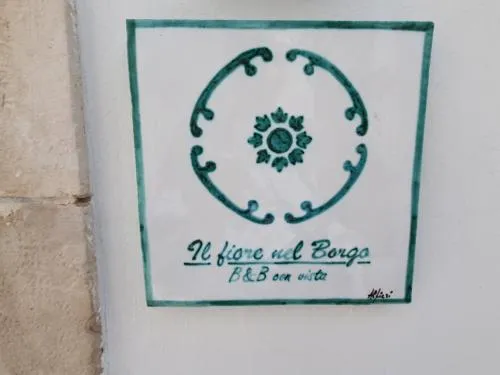 Il fiore nel Borgo
B&B con vista